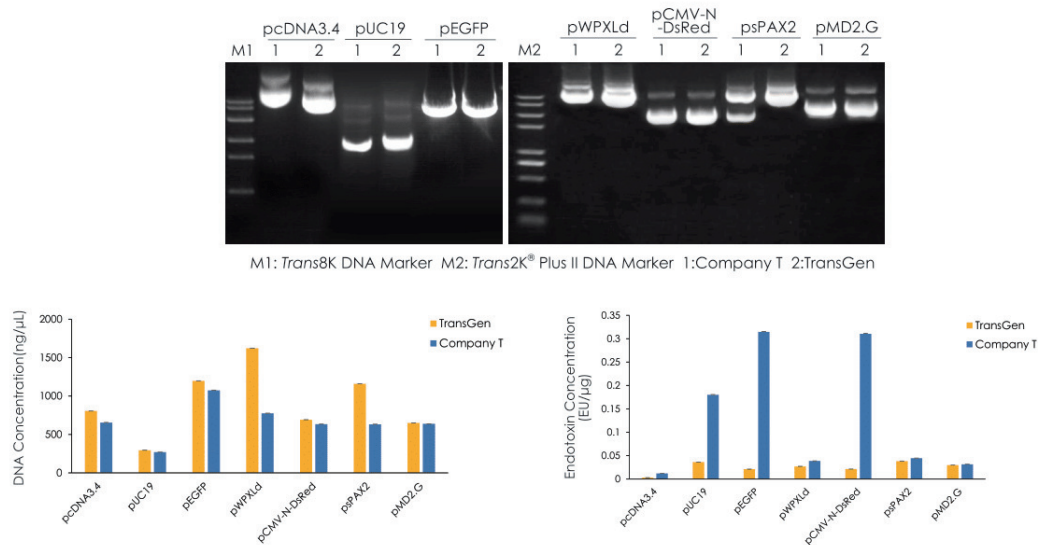 pcDNA3.4 pUC19 pEGFP
M1 1 2 1 2 1 2
pWPXLd pCMV-N psPAX2 pMD2.G
-DsRed
M2 1 2 1 2 1 2 1 2
M1: Trans8K DNA Marker M2: Trans2K® Plus II DNA Marker 1:Company T 2:TransGen
DNA Concentration(ng/μL)
2000
1500
1000
500
0
TransGen
Company T
pcDNA3.4
pUC19
pEGFP
pWPXLd
pCMV-N-DsRed
psPAX2
pMD2.G
Endotoxin Concentration
(EU/μg)
0.35
0.3
0.25
0.2
0.15
0.1
0.05
0
TransGen
Company T
pcDNA3.4
pUC19
pEGFP
pWPXLd
pCMV-N-DsRed
psPAX2
pMD2.G